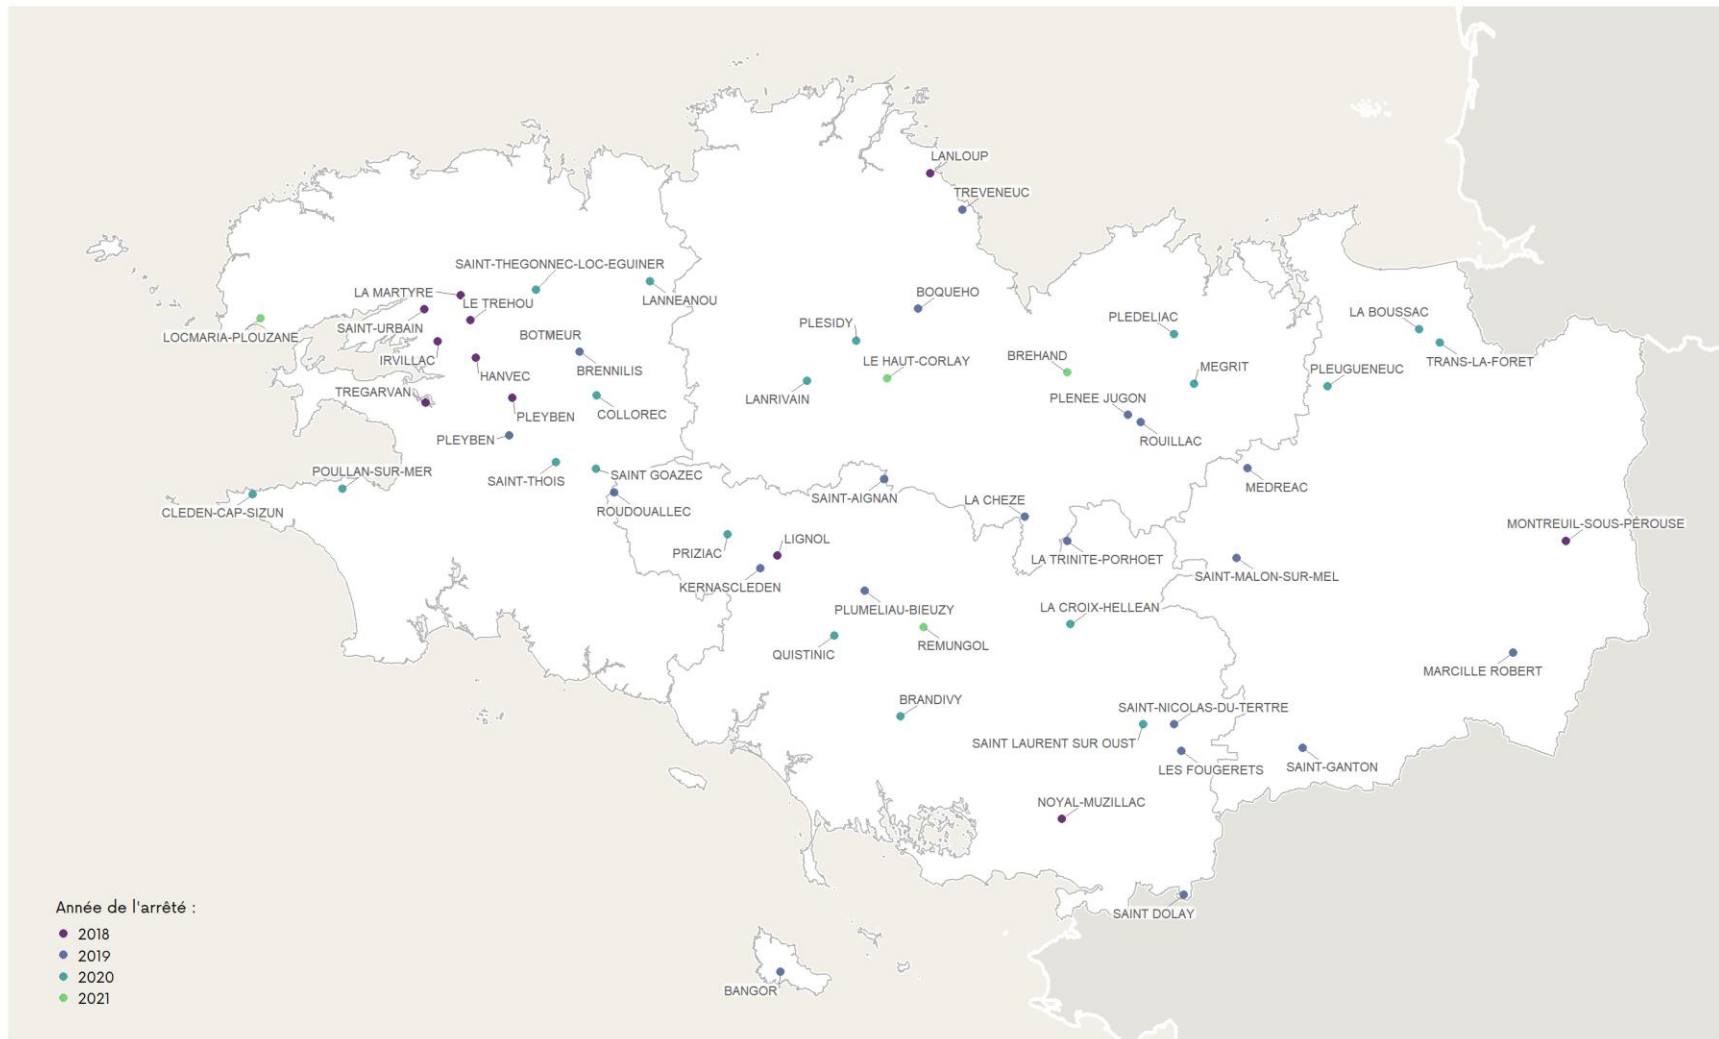 LANLOUP
TREVENEUC
SAINT-THEGONNEC-LOC-EGUINER
LANNEANOU
LA MARTYRE
LE TREHOU
SAINT-URBAIN
LOCMARIA-PLOUZANE
IRVILLAC
HANVEC
BOTMEUR
BRENNILIS
TREGARVAN
PLEYBEN
COLLOREC
PLEYBEN
BOQUEHO
PLESIDY
LE HAUT-CORLAY
LANRIVAIN
PLEDELIAC
BREHAND
MEGRIT
PLENEE JUGON
ROUILLAC
LA BOUSSAC
TRANS-LA-FORET
PLEUGUENEUC
POULLAN-SUR-MER
CLEDEN-CAP-SIZUN
SAINT-THOIS
SAINT GOAZEC
ROUDOUALLEC
SAINT-AIGNAN
LA CHEZE
MEDREAC
MONTREUIL-SOUS-PÉROUSE
PRIZIAC
LIGNOL
KERNASCLEDEN
LA TRINITE-PORHOET
SAINT-MALON-SUR-MEL
PLUMELIAU-BIEUZY
LA CROIX-HELLEAN
QUISTINIC
REMUNGOL
MARCILLE ROBERT
BRANDIVY
SAINT-NICOLAS-DU-TERTRE
SAINT LAURENT SUR OUST
LES FOUGERETS
SAINT-GANTON
NOYAL-MUZILLAC
SAINT DOLAY
BANGOR
Année de l'arrêté :
2018
2019
2020
2021